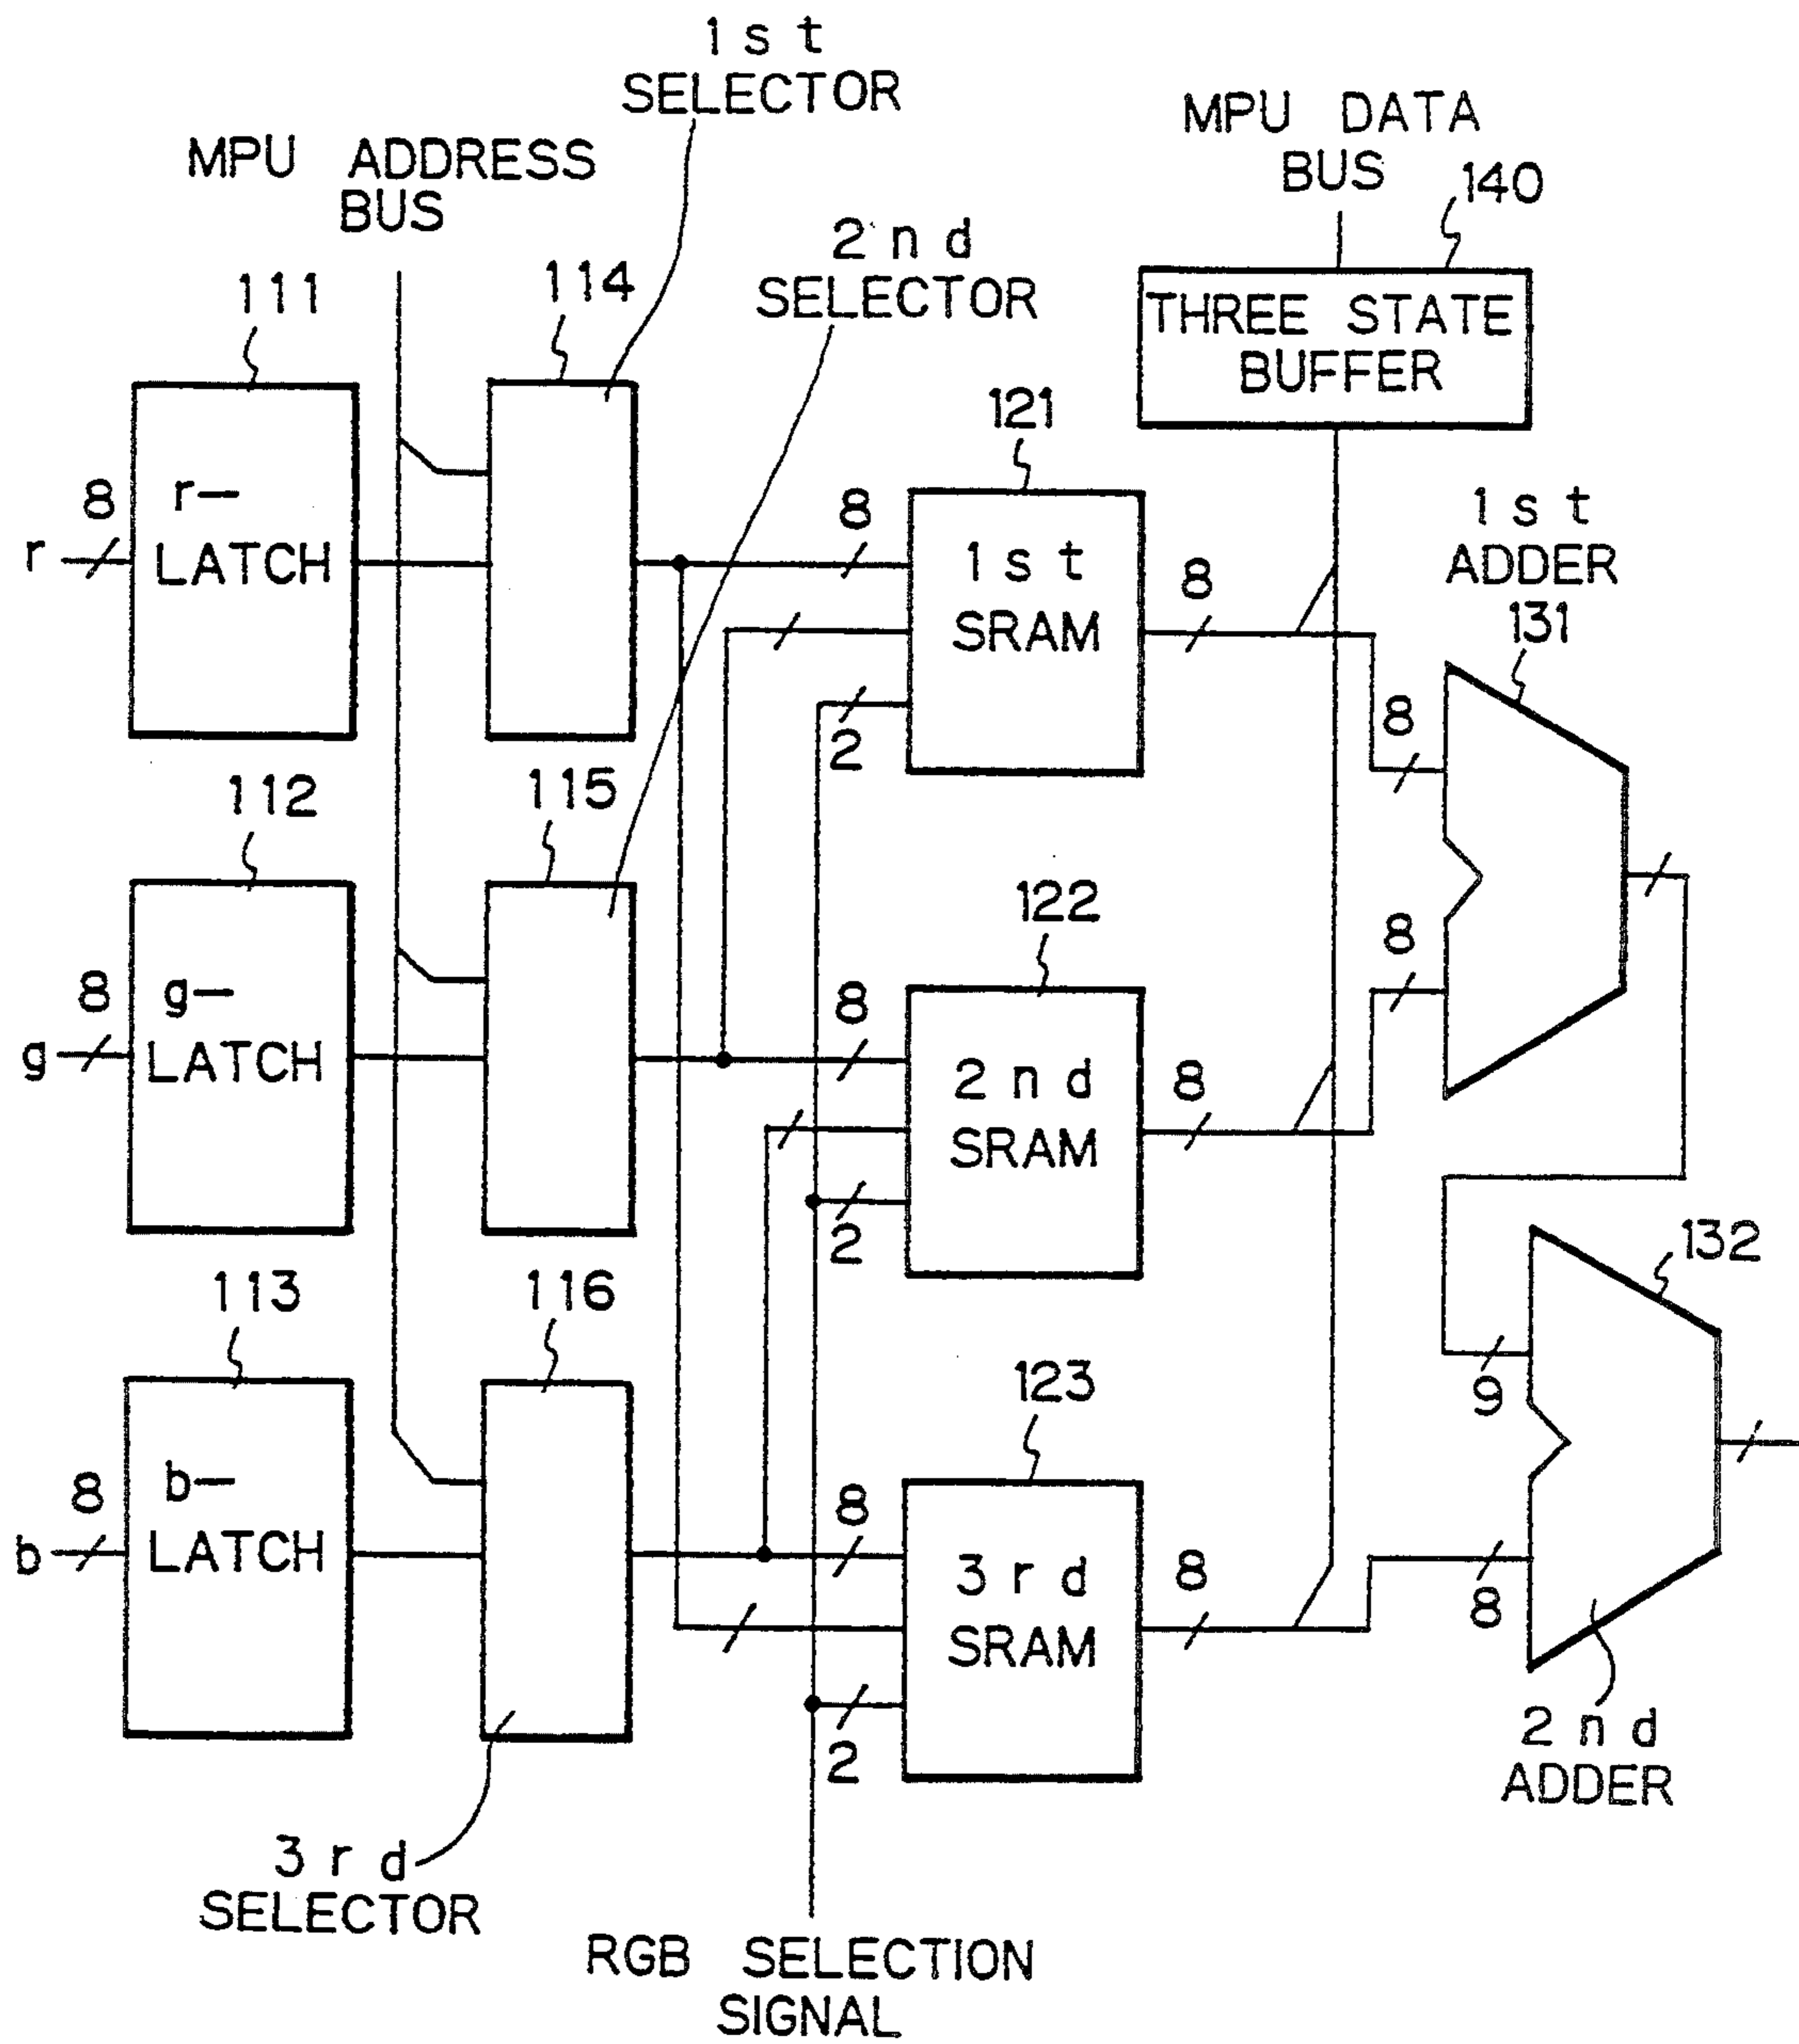 1st
SELECTOR
MPU ADDRESS
BUS
MPU DATA
BUS
140
2nd
SELECTOR
111
114
THREE STATE
BUFFER
121
8
r
r—
LATCH
8
1st
SRAM
8
1st
ADDER
131
2
8
112
115
122
8
8
g
g—
LATCH
8
2nd
SRAM
8
2
113
116
132
123
9
8
b
b—
LATCH
8
3rd
SRAM
8
8
2
2nd
ADDER
3rd
SELECTOR
RGB SELECTION
SIGNAL